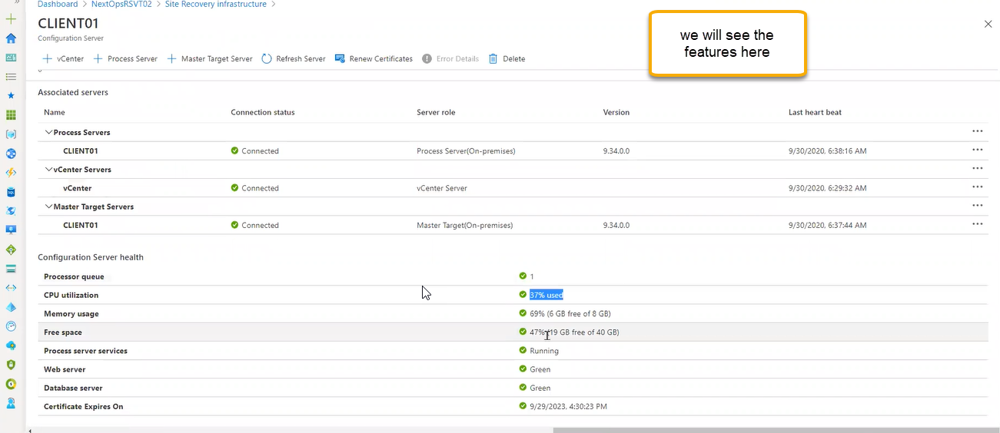 Dashboard > NextOpsRSVT02 > Site Recovery infrastructure >
CLIENT01
Configuration Server
we will see the
features here
vCenter Process Server Master Target Server Refresh Server Renew Certificates Error Details Delete
Associated servers
Name Connection status Server role Version Last heart beat
Process Servers
CLIENT01 Connected Process Server(On-premises) 9.34.0.0 9/30/2020, 6:38:16 AM
vCenter Servers
vCenter Connected vCenter Server 9/30/2020, 6:29:32 AM
Master Target Servers
CLIENT01 Connected Master Target(On-premises) 9.34.0.0 9/30/2020, 6:37:44 AM
Configuration Server health
Processor queue 1
CPU utilization 37% used
Memory usage 69% (6 GB free of 8 GB)
Free space 47% (19 GB free of 40 GB)
Process server services Running
Web server Green
Database server Green
Certificate Expires On 9/29/2023, 4:30:23 PM